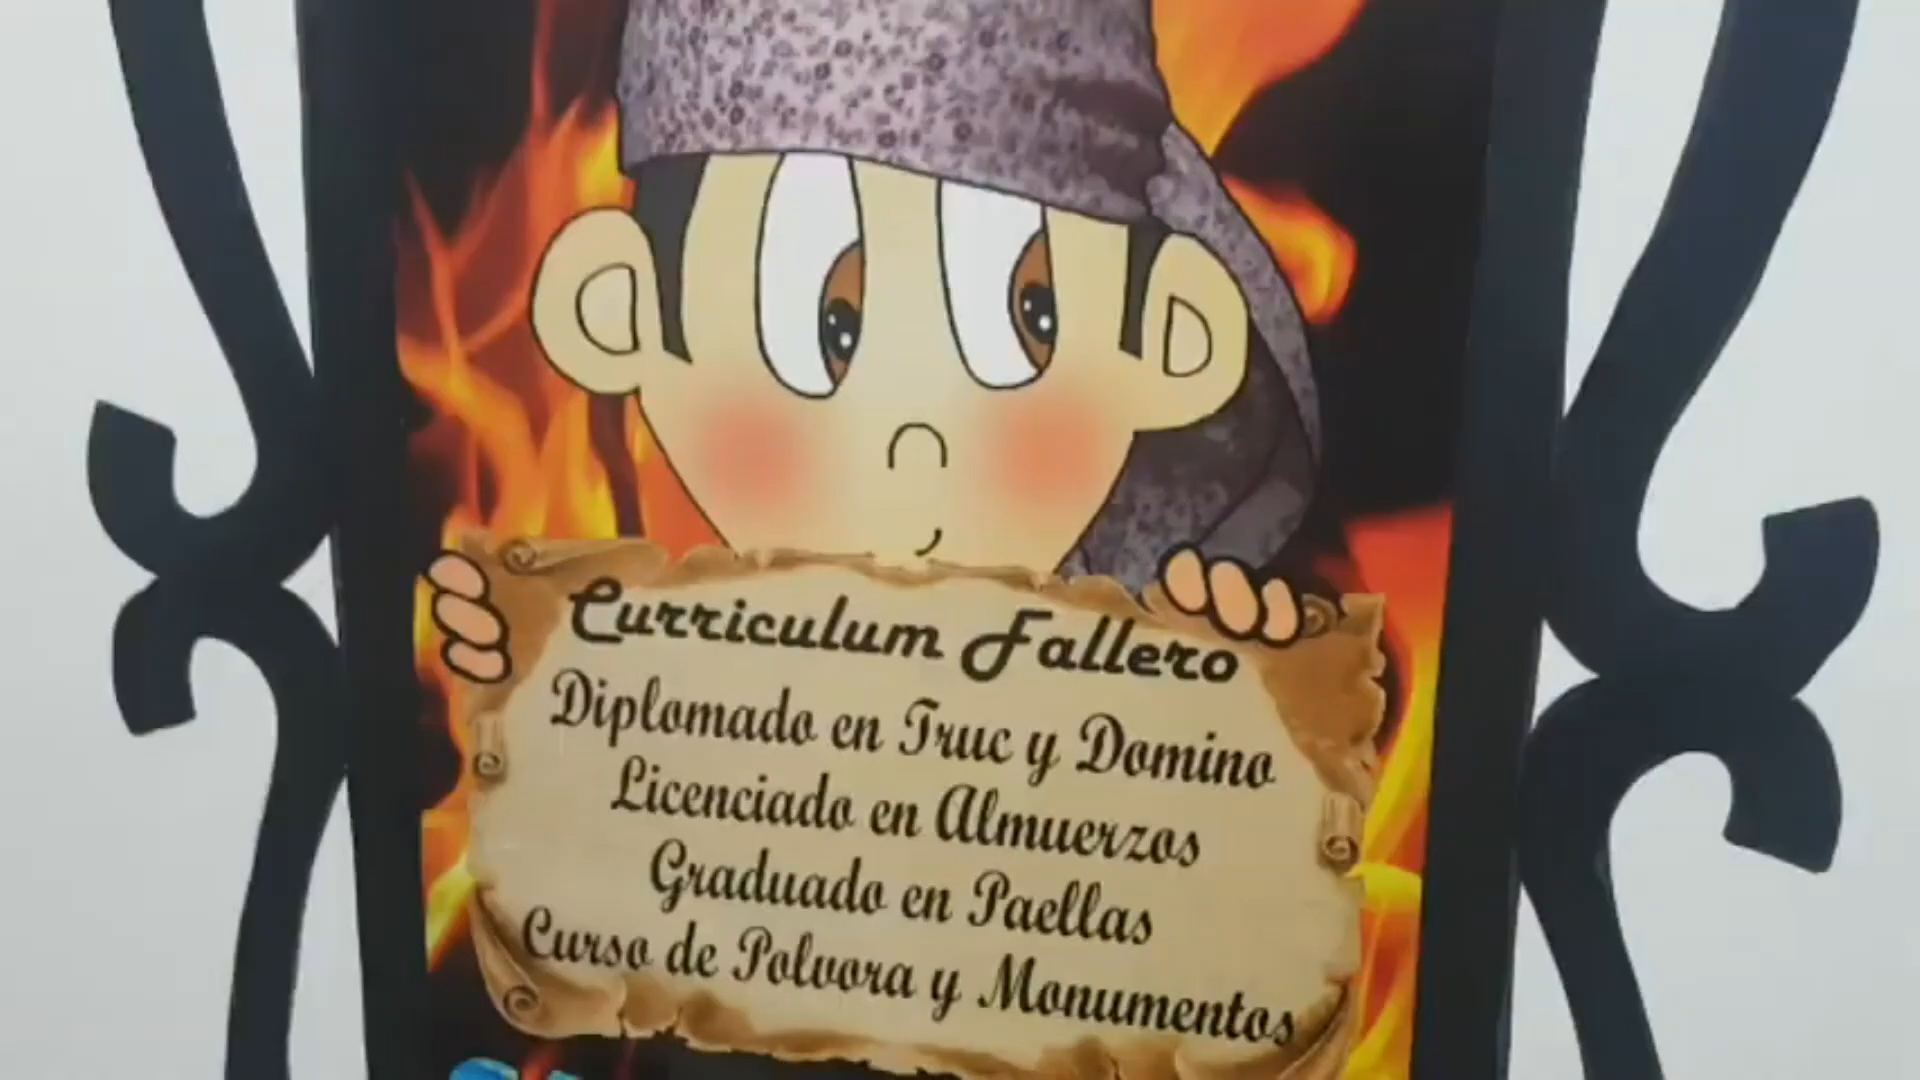 Curriculum Fallero
Diplomado en Truc y Domino
Licenciado en Almuerzos
Graduado en Paellas
Curso de Polvora y Monumentos